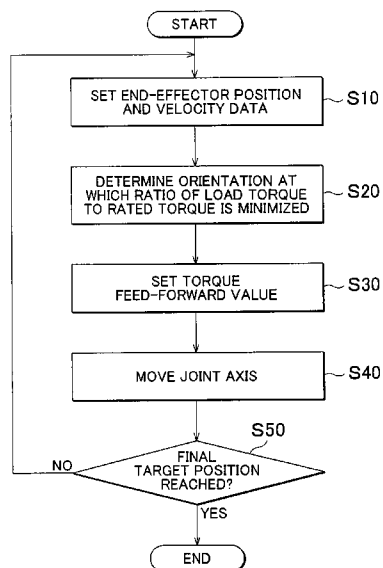 START
SET END-EFFECTOR POSITION
AND VELOCITY DATA
S10
DETERMINE ORIENTATION AT
WHICH RATIO OF LOAD TORQUE
TO RATED TORQUE IS MINIMIZED
S20
SET TORQUE
FEED-FORWARD VALUE
S30
MOVE JOINT AXIS
S40
S50
FINAL
TARGET POSITION
REACHED?
NO
YES
END